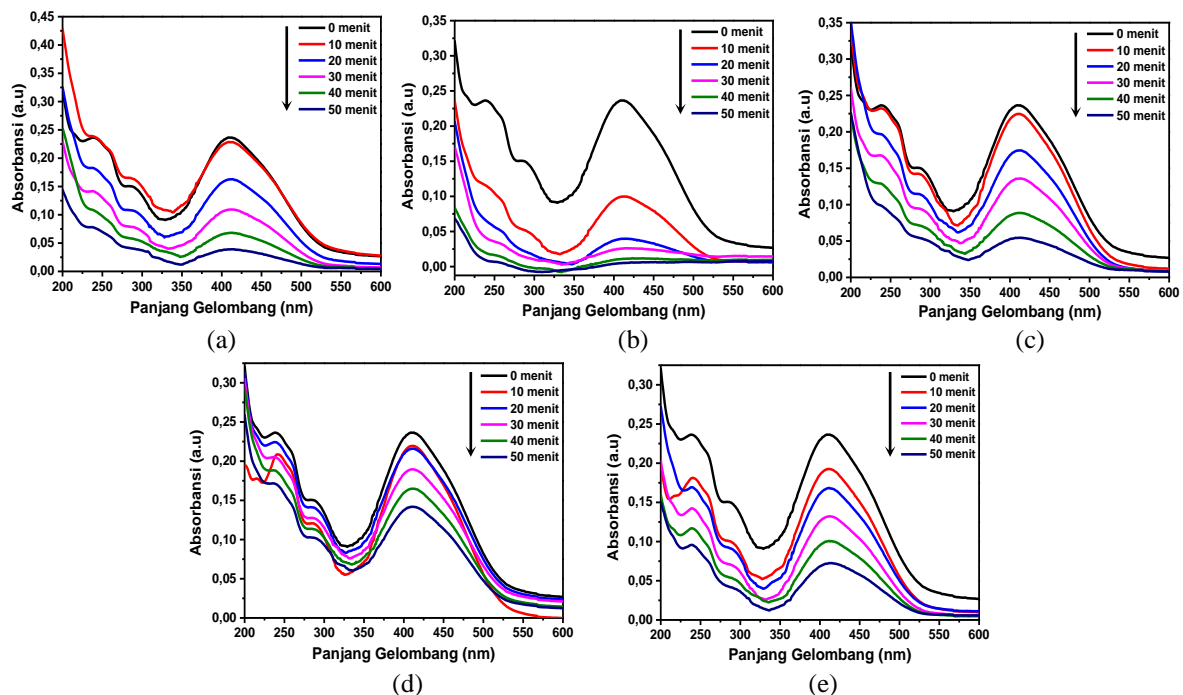 0,45
0,40
0,35
0,30
0,25
0,20
0,15
0,10
0,05
0,00
Absorbansi (a.u)
0 menit
10 menit
20 menit
30 menit
40 menit
50 menit
200 250 300 350 400 450 500 550 600
Panjang Gelombang (nm)
(a)
0,35
0,30
0,25
0,20
0,15
0,10
0,05
0,00
Absorbansi (a.u)
0 menit
10 menit
20 menit
30 menit
40 menit
50 menit
200 250 300 350 400 450 500 550 600
Panjang Gelombang (nm)
(b)
0,35
0,30
0,25
0,20
0,15
0,10
0,05
0,00
Absorbansi (a.u)
0 menit
10 menit
20 menit
30 menit
40 menit
50 menit
200 250 300 350 400 450 500 550 600
Panjang Gelombang (nm)
(c)
0,30
0,25
0,20
0,15
0,10
0,05
0,00
Absorbansi (a.u)
0 menit
10 menit
20 menit
30 menit
40 menit
50 menit
200 250 300 350 400 450 500 550 600
Panjang Gelombang (nm)
(d)
0,30
0,25
0,20
0,15
0,10
0,05
0,00
Absorbansi (a.u)
0 menit
10 menit
20 menit
30 menit
40 menit
50 menit
200 250 300 350 400 450 500 550 600
Panjang Gelombang (nm)
(e)